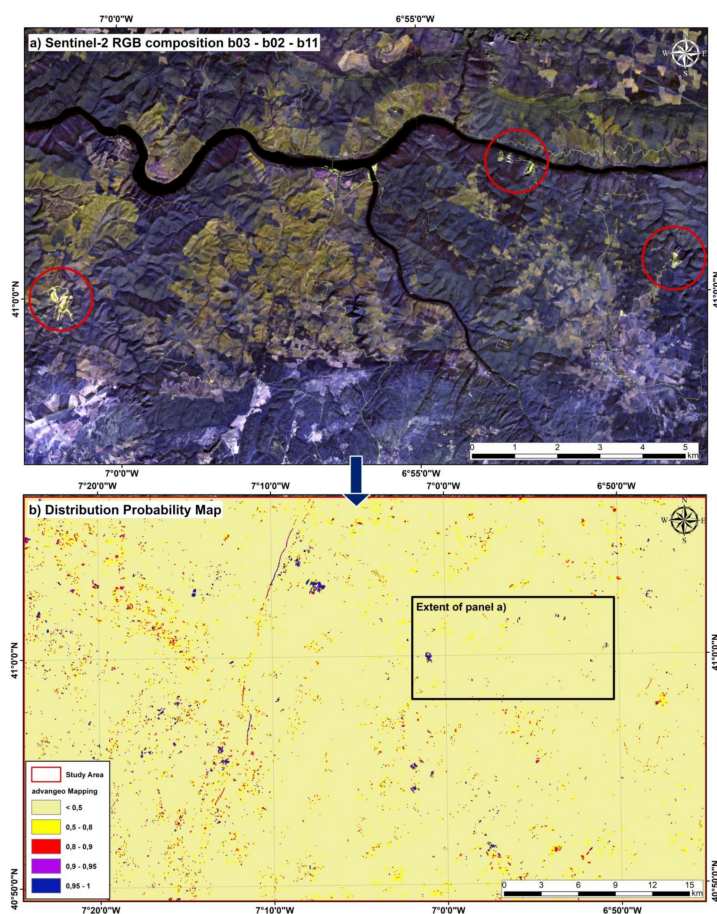 7°0'0"W 6°55'0"W
a) Sentinel-2 RGB composition b03 - b02 - b11
N
W E
S
41°0'0"N 41°0'0"N
0 1 2 3 4 5
km
7°0'0"W 6°55'0"W
7°20'0"W 7°10'0"W 7°00'0"W 6°50'0"W
b) Distribution Probability Map
N
W E
S
Extent of panel a)
41°0'0"N 41°0'0"N
Study Area
advangeo Mapping
< 0,5
0,5 - 0,8
0,8 - 0,9
0,9 - 0,95
0,95 - 1
0 3 6 9 12 15
km
40°50'0"N 40°50'0"N
7°20'0"W 7°10'0"W 7°00'0"W 6°50'0"W